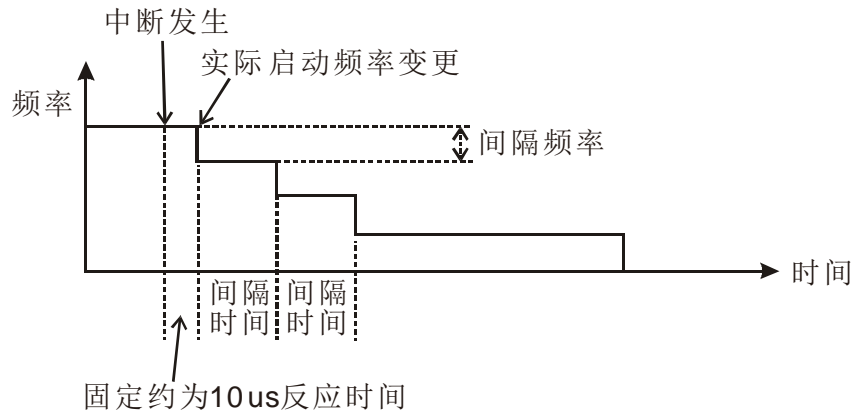 中断发生
实际启动频率变更
频率
间隔频率
时间
间隔 间隔
时间 时间
固定约为10us反应时间